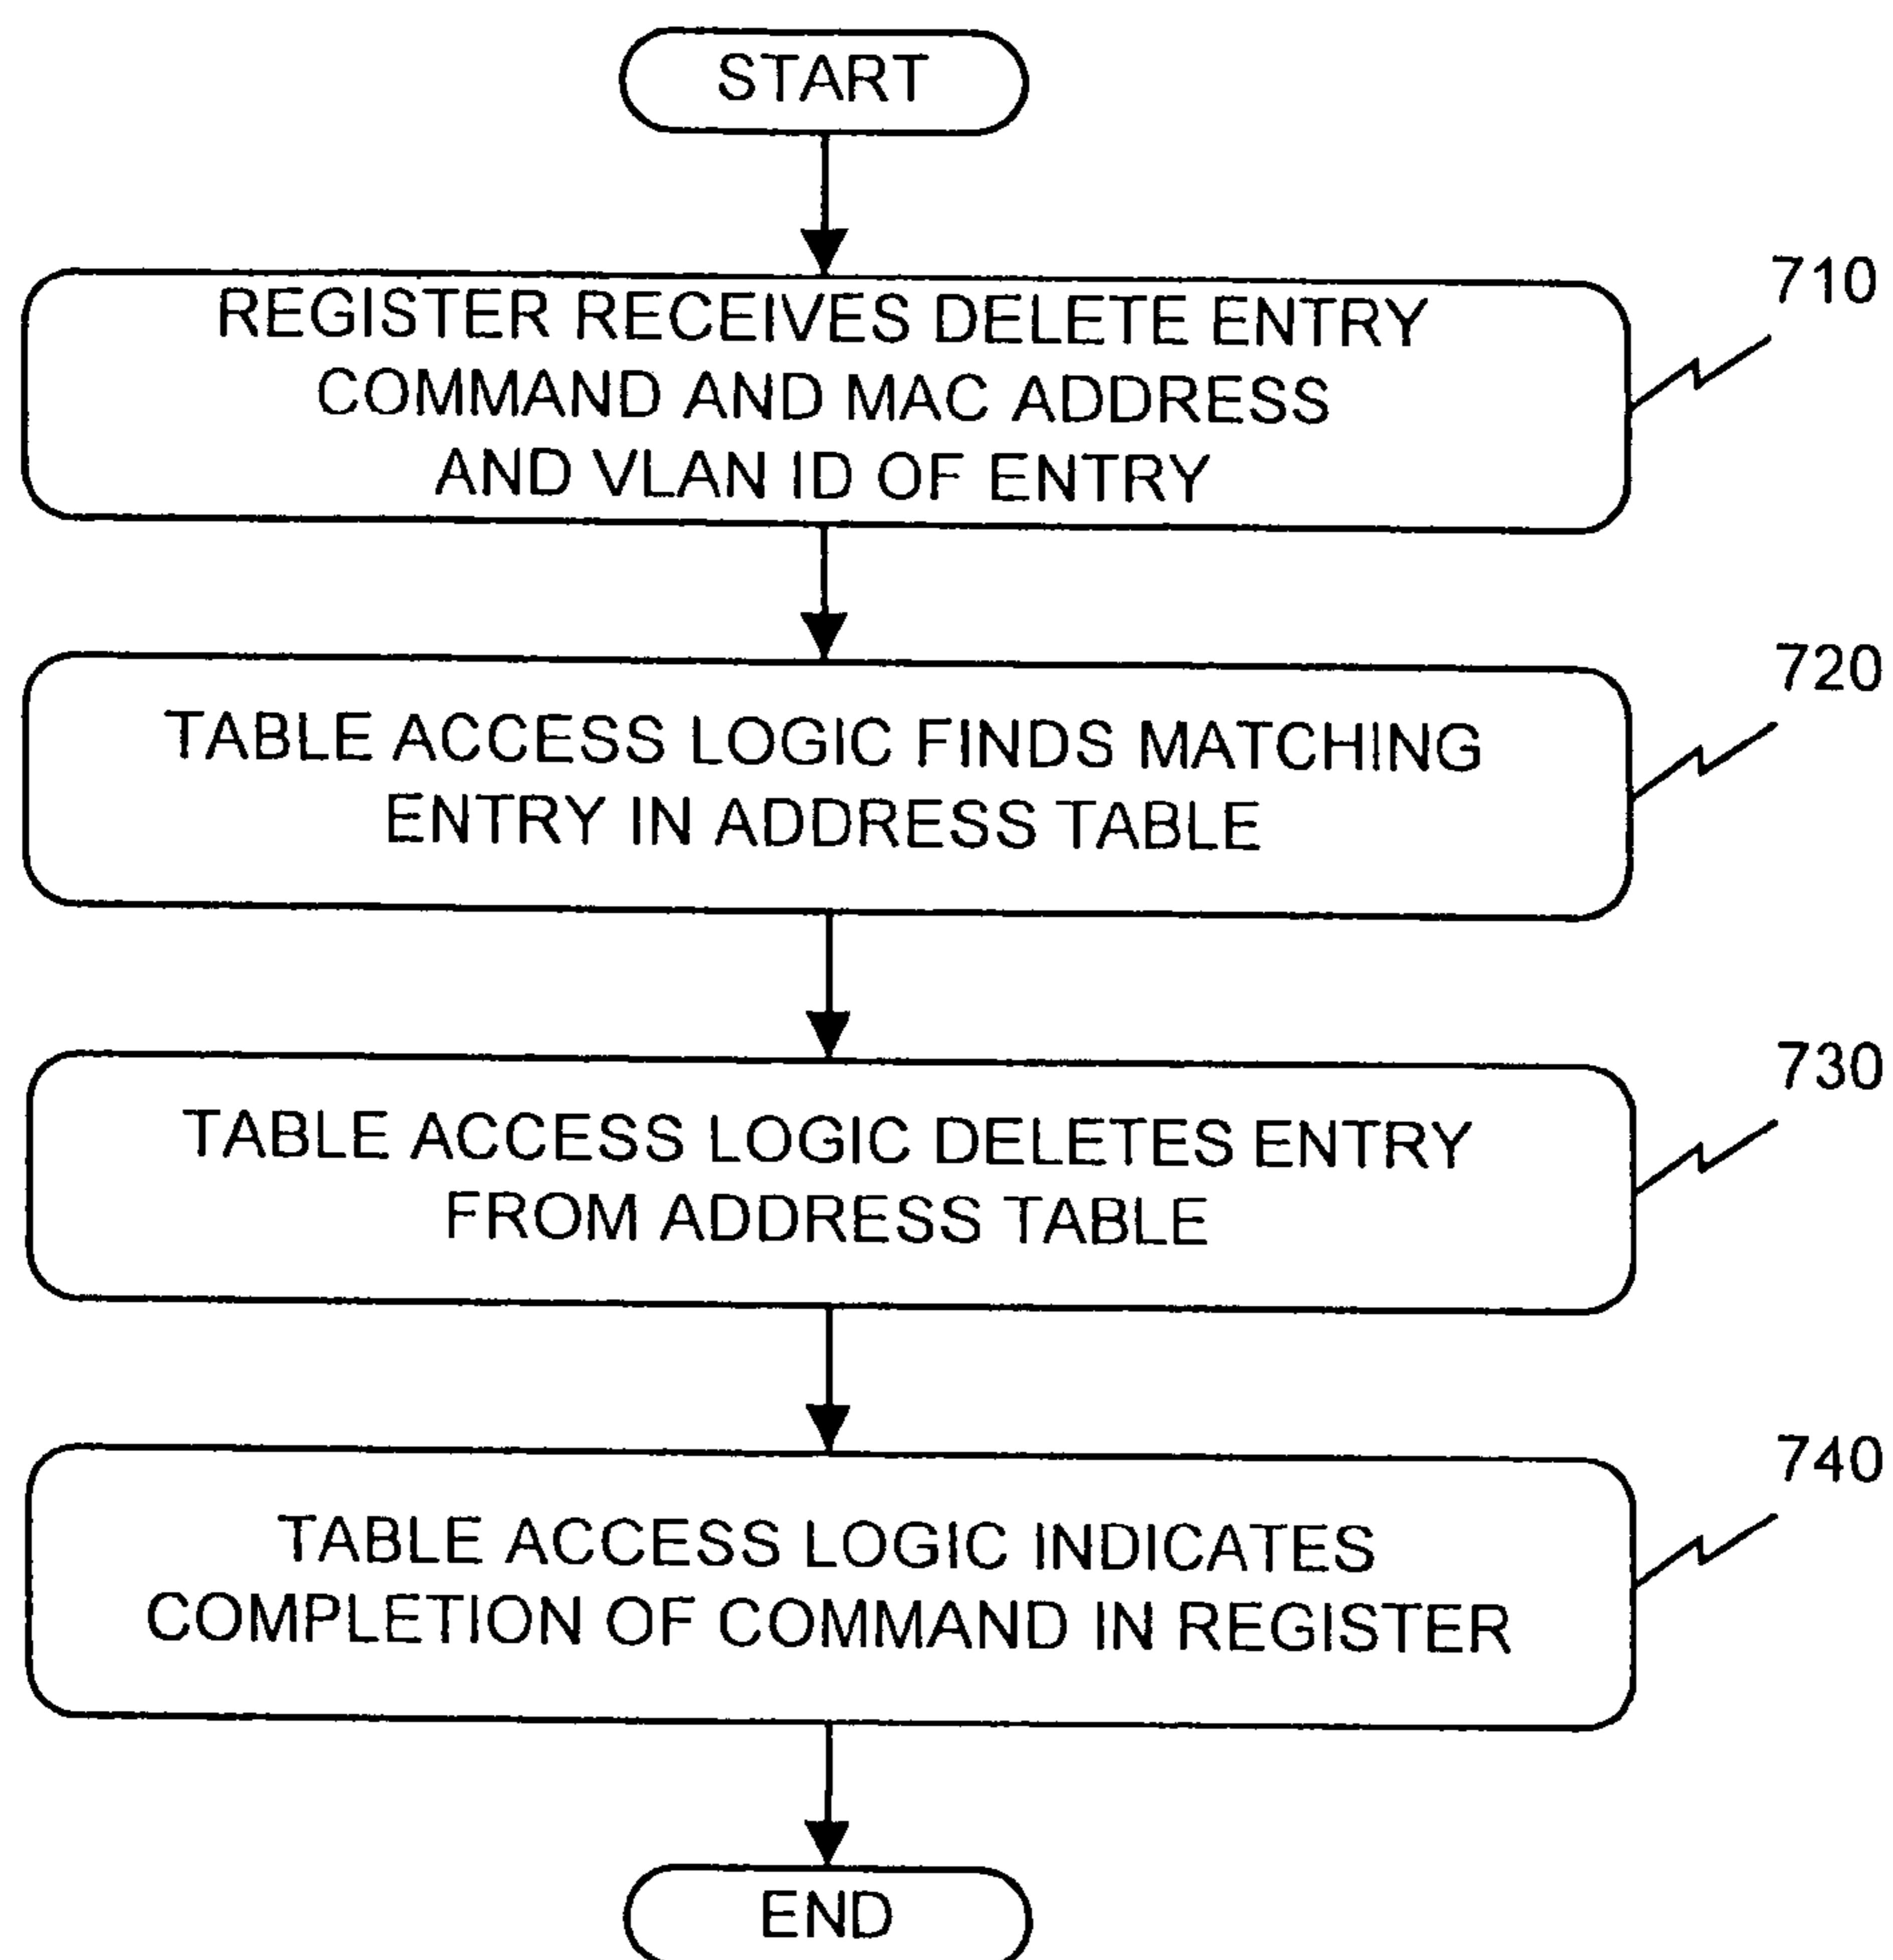 START
710
REGISTER RECEIVES DELETE ENTRY
COMMAND AND MAC ADDRESS
AND VLAN ID OF ENTRY
720
TABLE ACCESS LOGIC FINDS MATCHING
ENTRY IN ADDRESS TABLE
730
TABLE ACCESS LOGIC DELETES ENTRY
FROM ADDRESS TABLE
740
TABLE ACCESS LOGIC INDICATES
COMPLETION OF COMMAND IN REGISTER
END